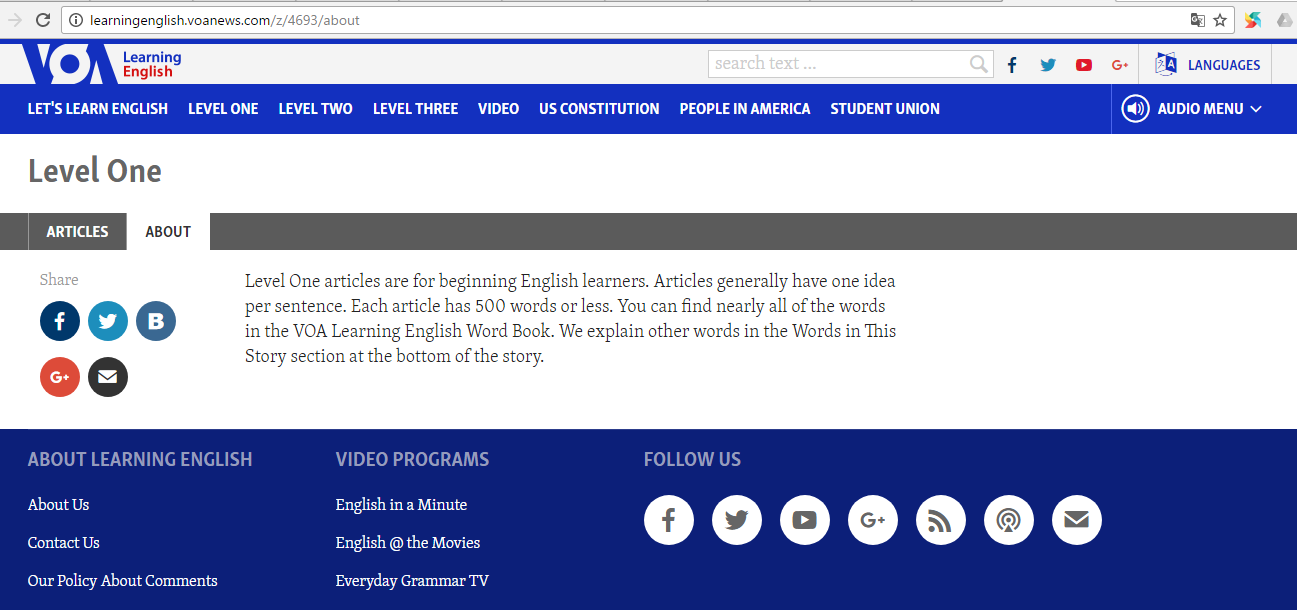 learningenglish.voanews.com/z/4693/about
VOA Learning English
search text ...
LANGUAGES
LET'S LEARN ENGLISH LEVEL ONE LEVEL TWO LEVEL THREE VIDEO US CONSTITUTION PEOPLE IN AMERICA STUDENT UNION AUDIO MENU
Level One
ARTICLES ABOUT
Share
Level One articles are for beginning English learners. Articles generally have one idea
per sentence. Each article has 500 words or less. You can find nearly all of the words
in the VOA Learning English Word Book. We explain other words in the Words in This
Story section at the bottom of the story.
ABOUT LEARNING ENGLISH VIDEO PROGRAMS FOLLOW US
About Us English in a Minute
Contact Us English @ the Movies
Our Policy About Comments Everyday Grammar TV